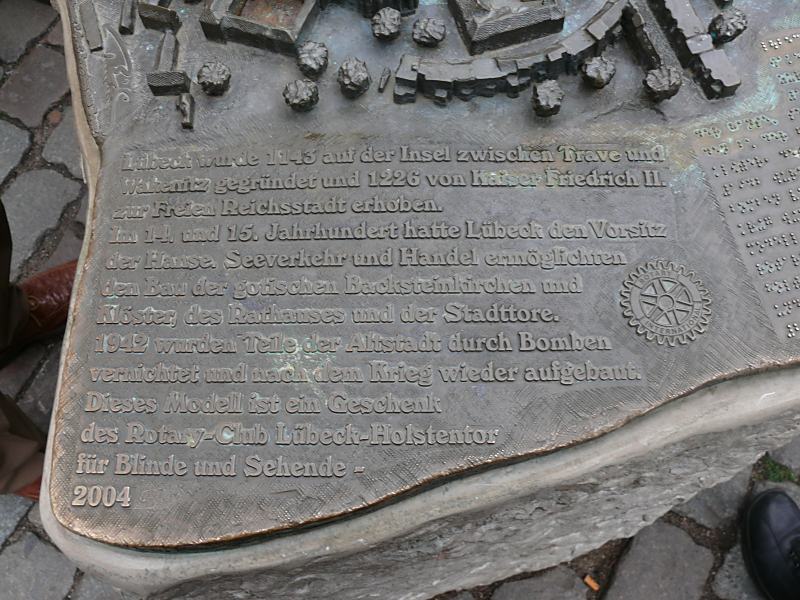 Lübeck wurde 1143 auf der Insel zwischen Trave und
Wakenitz gegründet und 1226 von Kaiser Friedrich II.
zur Freien Reichsstadt erhoben.
Im 14. und 15. Jahrhundert hatte Lübeck den Vorsitz
der Hanse. Seeverkehr und Handel ermöglichten
den Bau der gotischen Backsteinkirchen und
Klöster, des Rathauses und der Stadttore.
1942 wurden Teile der Altstadt durch Bomben
vernichtet und nach dem Krieg wieder aufgebaut.
Dieses Modell ist ein Geschenk
des Rotary-Club Lübeck-Holstentor
für Blinde und Sehende -
2004
ROTARY
INTERNATIONAL